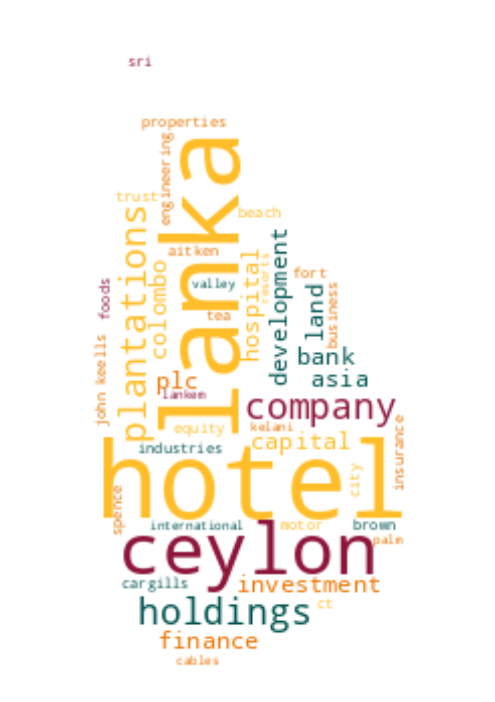 sri
properties
engineering
lanka
trust
plantations
beach
aitken
colombo
hospital
resorts
development
fort
valley
foods
land
business
tea
john keells
bank
plc
asia
lankem
company
equity
kelani
capital
insurance
industries
hotel
city
spence
international
motor
brown
ceylon
palm
cargills
investment
holdings
ct
finance
cables